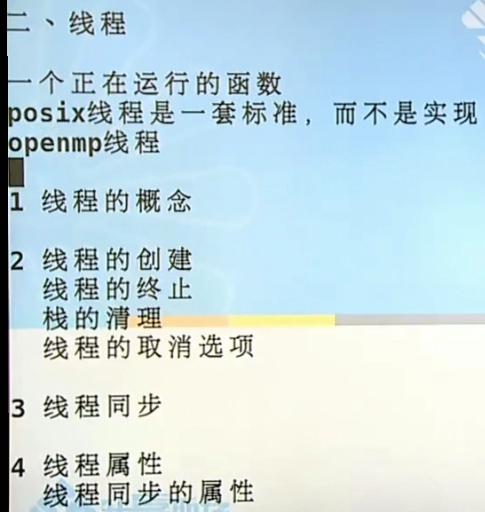 二、线程
一个正在运行的函数
posix线程是一套标准，而不是实现
openmp线程
1 线程的概念
2 线程的创建
线程的终止
栈的清理
线程的取消选项
3 线程同步
4 线程属性
线程同步的属性